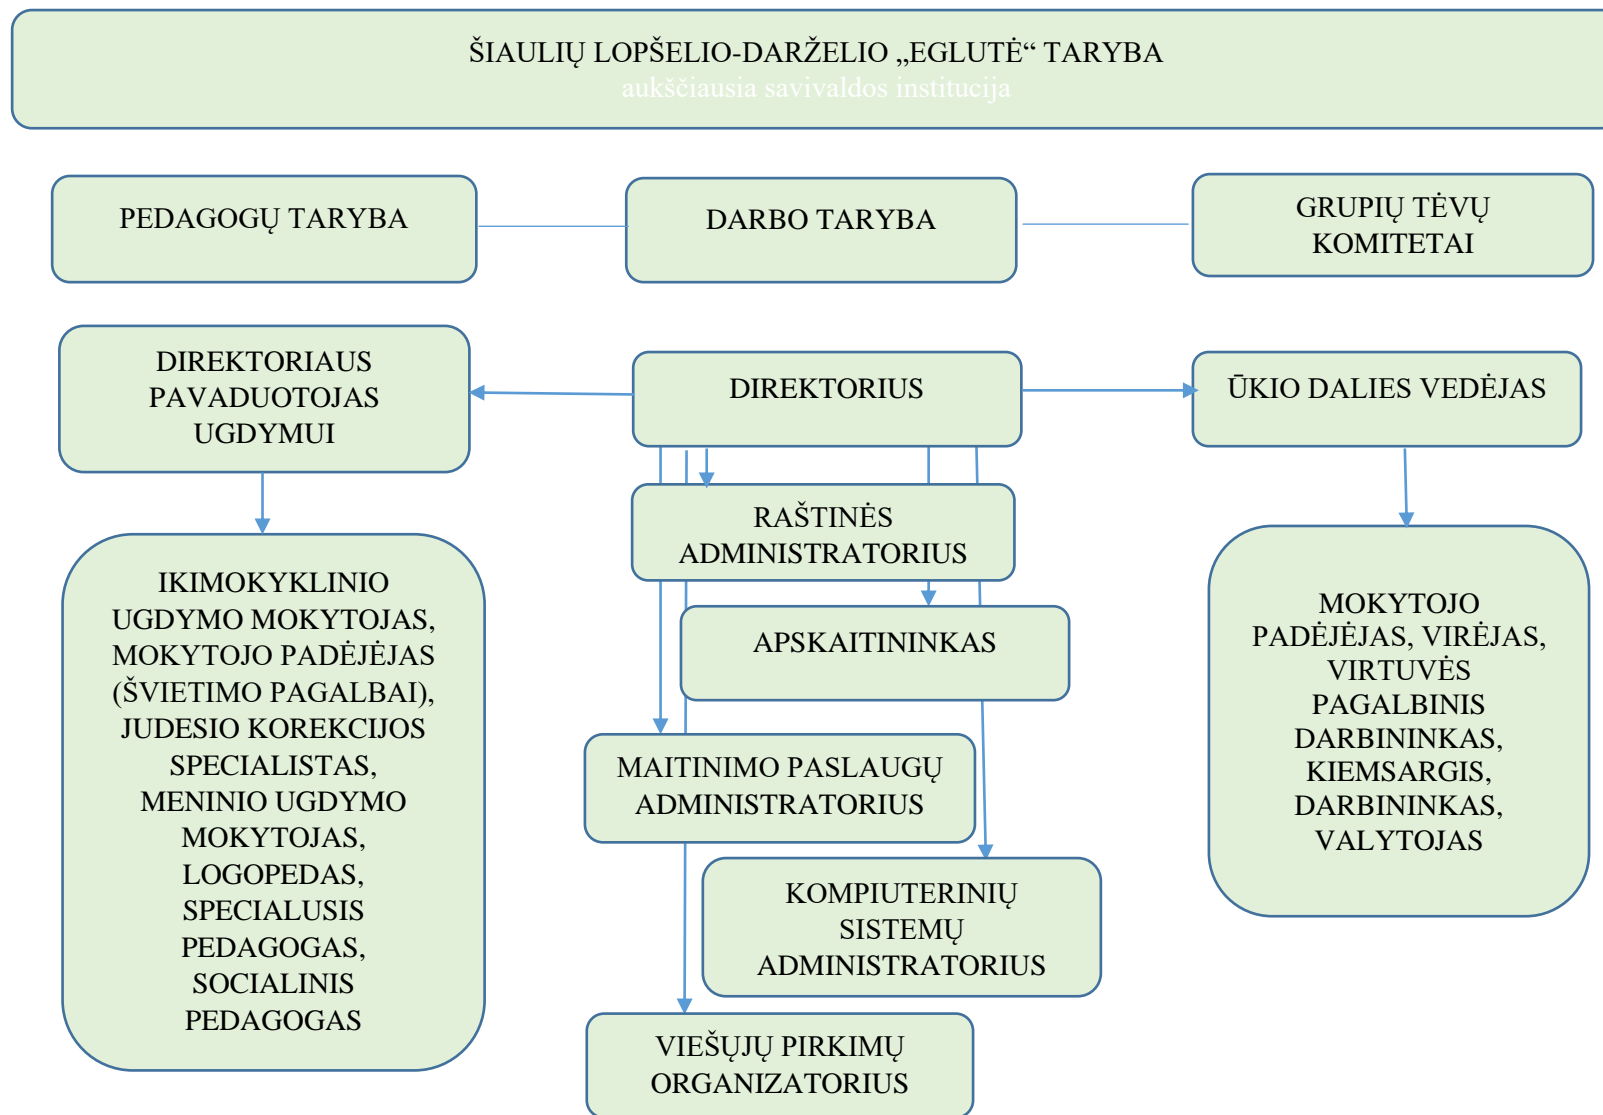 ŠIAULIŲ LOPŠELIO-DARŽELIO „EGLUTĖ“ TARYBA
aukščiausia savivaldos institucija
PEDAGOGŲ TARYBA
DARBO TARYBA
GRUPIŲ TĖVŲ
KOMITETAI
DIREKTORIAUS
PAVADUOTOJAS
UGDYMUI
DIREKTORIUS
ŪKIO DALIES VEDĖJAS
RAŠTINĖS
ADMINISTRATORIUS
IKIMOKYKLINIO
UGDYMO MOKYTOJAS,
MOKYTOJO PADĖJĖJAS
(ŠVIETIMO PAGALBAI),
JUDESIO KOREKCIJOS
SPECIALISTAS,
MENINIO UGDYMO
MOKYTOJAS,
LOGOPEDAS,
SPECIALUSIS
PEDAGOGAS,
SOCIALINIS
PEDAGOGAS
APSKAITININKAS
MAITINIMO PASLAUGŲ
ADMINISTRATORIUS
KOMPIUTERINIŲ
SISTEMŲ
ADMINISTRATORIUS
VIEŠŲJŲ PIRKIMŲ
ORGANIZATORIUS
MOKYTOJO
PADĖJĖJAS, VIRĖJAS,
VIRTUVĖS
PAGALBINIS
DARBININKAS,
KIEMSARGIS,
DARBININKAS,
VALYTOJAS